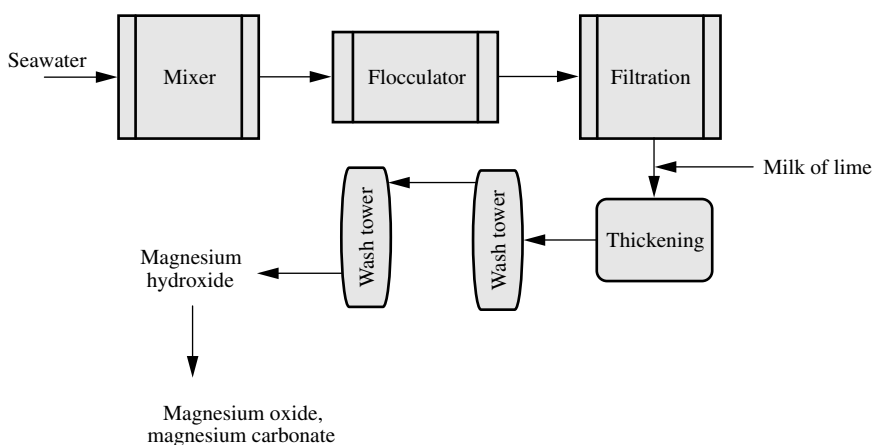 Seawater
Mixer
Flocculator
Filtration
Milk of lime
Thickening
Wash tower
Wash tower
Magnesium
hydroxide
Magnesium oxide,
magnesium carbonate